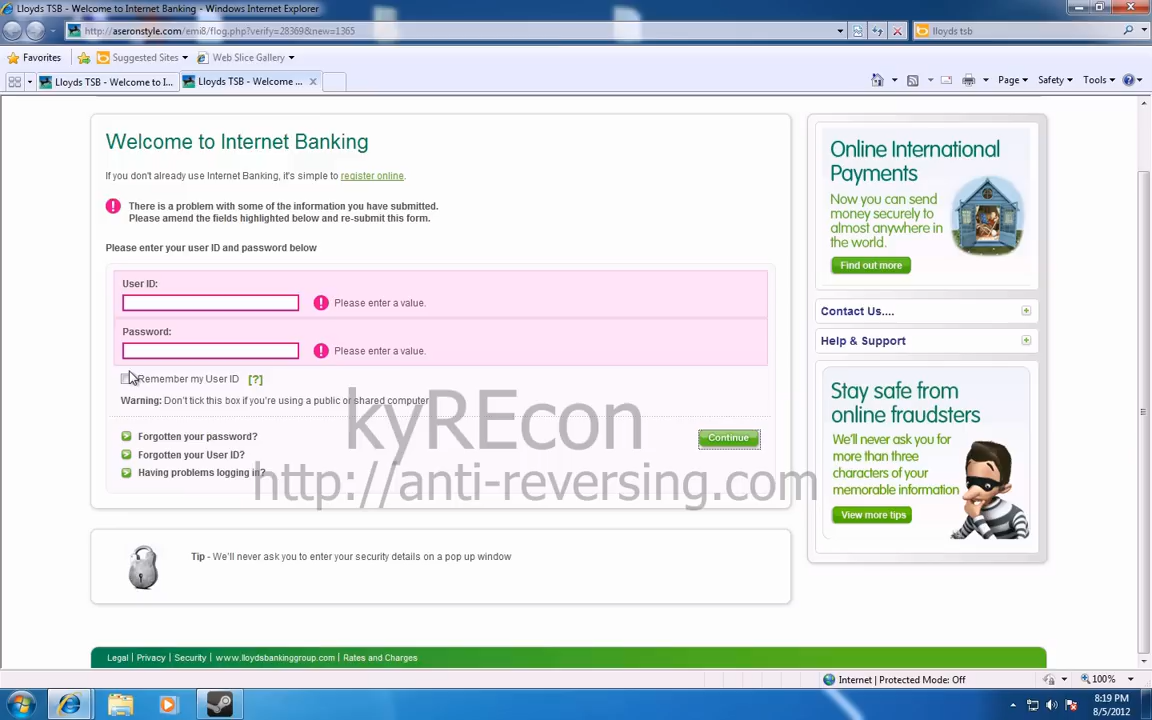 Lloyds TSB - Welcome to Internet Banking - Windows Internet Explorer
http://aseronstyle.com/emi8/flog.php?verify=28369&new=1365
lloyds tsb
Favorites
Suggested Sites
Web Slice Gallery
Lloyds TSB - Welcome to I...
Lloyds TSB - Welcome ...
Page
Safety
Tools
Welcome to Internet Banking
If you don't already use Internet Banking, it's simple to register online.
There is a problem with some of the information you have submitted.
Please amend the fields highlighted below and re-submit this form.
Please enter your user ID and password below
User ID:
Please enter a value.
Password:
Please enter a value.
Remember my User ID [?]
Warning: Don't tick this box if you're using a public or shared computer
Forgotten your password?
Forgotten your User ID?
Having problems logging in?
Continue
kyREcon
http://anti-reversing.com
Tip - We'll never ask you to enter your security details on a pop up window
Online International
Payments
Now you can send
money securely to
almost anywhere in
the world.
Find out more
Contact Us....
Help & Support
Stay safe from
online fraudsters
We'll never ask you for
more than three
characters of your
memorable information
View more tips
Legal | Privacy | Security | www.lloydsbankinggroup.com | Rates and Charges
Internet | Protected Mode: Off
100%
8:19 PM
8/5/2012